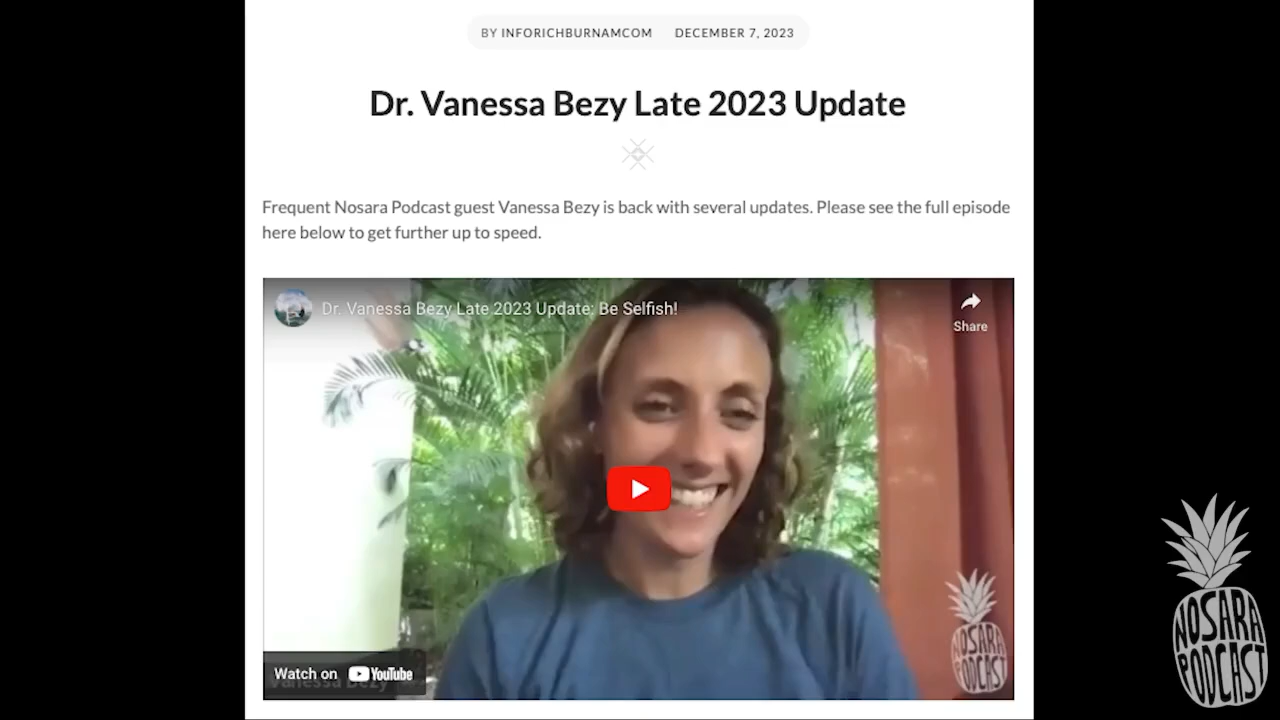 BY INFORICHBURNAMCOM DECEMBER 7, 2023
Dr. Vanessa Bezy Late 2023 Update
Frequent Nosara Podcast guest Vanessa Bezy is back with several updates. Please see the full episode
here below to get further up to speed.
Dr. Vanessa Bezy Late 2023 Update: Be Selfish!
Share
Watch on YouTube
Vanessa Bezy
NOSARA
PODCAST
NOSARA
PODCAST